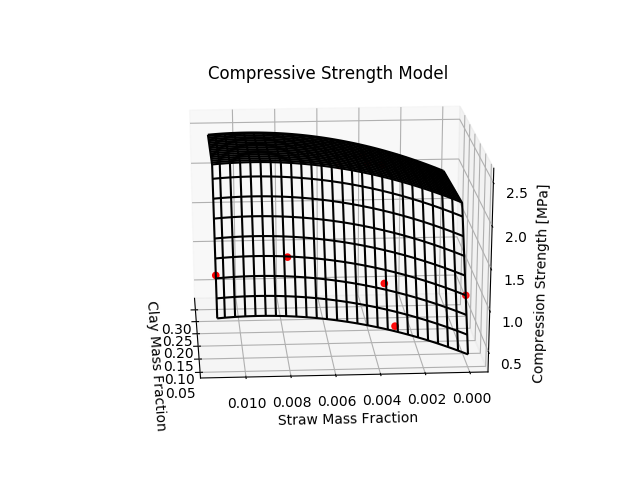 Compressive Strength Model
2.5
2.0
1.5
1.0
0.5
Compression Strength [MPa]
Clay Mass Fraction
0.30
0.25
0.20
0.15
0.10
0.05
0.010 0.008 0.006 0.004 0.002 0.000
Straw Mass Fraction